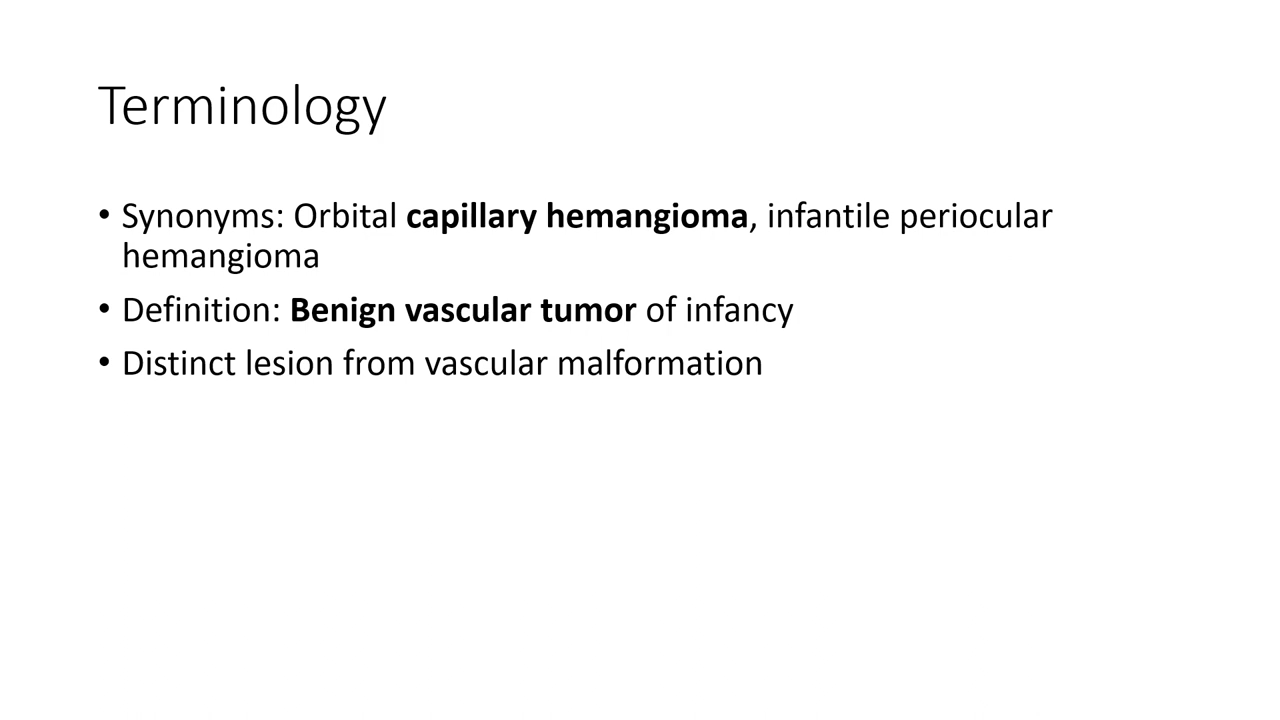 Terminology
• Synonyms: Orbital capillary hemangioma, infantile periocular
hemangioma
• Definition: Benign vascular tumor of infancy
• Distinct lesion from vascular malformation